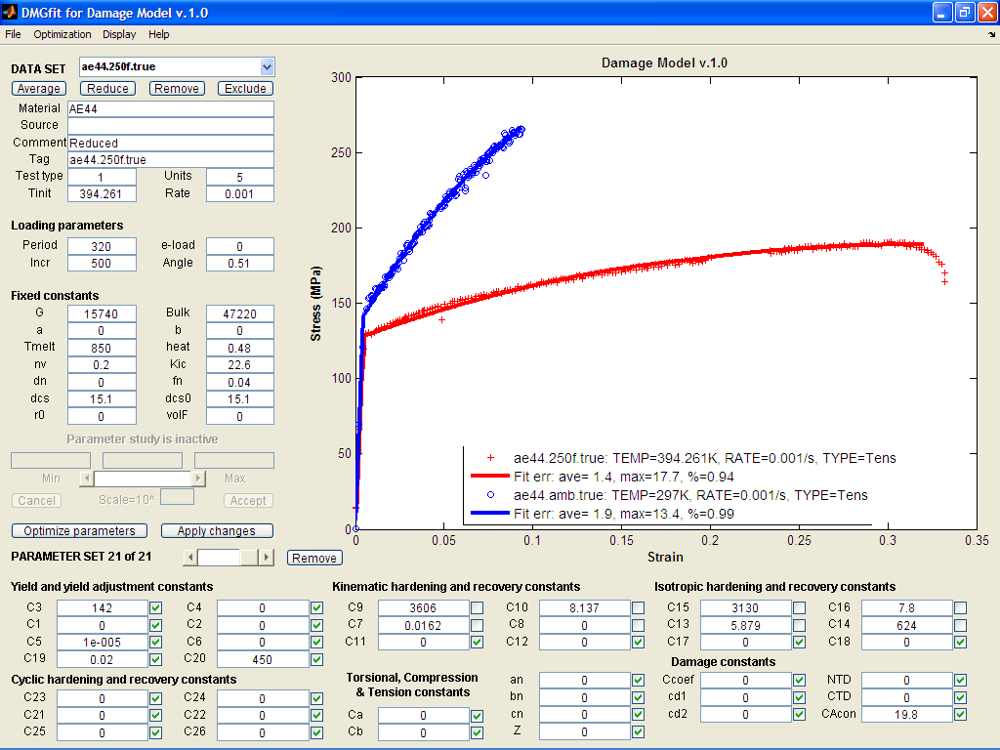 DMGfit for Damage Model v.1.0
File Optimization Display Help
DATA SET ae44.250f.true
Average Reduce Remove Exclude
Material AE44
Source
Comment Reduced
Tag ae44.250f.true
Test type 1 Units 5
Tinit 394.261 Rate 0.001
Loading parameters
Period 320 e-load 0
Incr 500 Angle 0.51
Fixed constants
G 15740 Bulk 47220
a 0 b 0
Tmelt 850 heat 0.48
nv 0.2 Kic 22.6
dn 0 fn 0.04
dcs 15.1 dcs0 15.1
r0 0 volF 0
Parameter study is inactive
Min Max
Cancel Scale=10^ Accept
Optimize parameters Apply changes
PARAMETER SET 21 of 21 Remove
Damage Model v.1.0
300
250
200
150
100
50
0
Stress (MPa)
0 0.05 0.1 0.15 0.2 0.25 0.3 0.35
Strain
ae44.250f.true: TEMP=394.261K, RATE=0.001/s, TYPE=Tens
Fit err: ave= 1.4, max=17.7, %=0.94
ae44.amb.true: TEMP=297K, RATE=0.001/s, TYPE=Tens
Fit err: ave= 1.9, max=13.4, %=0.99
Yield and yield adjustment constants
C3 142 C4 0
C1 0 C2 0
C5 1e-005 C6 0
C19 0.02 C20 450
Cyclic hardening and recovery constants
C23 0 C24 0
C21 0 C22 0
C25 0 C26 0
Kinematic hardening and recovery constants
C9 3606 C10 8.137
C7 0.0162 C8 0
C11 0 C12 0
Torsional, Compression
& Tension constants
Ca 0
Cb 0
an 0
bn 0
cn 0
Z 0
Isotropic hardening and recovery constants
C15 3130 C16 7.8
C13 5.879 C14 624
C17 0 C18 0
Damage constants
Ccoef 0 NTD 0
cd1 0 CTD 0
cd2 0 CAcon 19.8